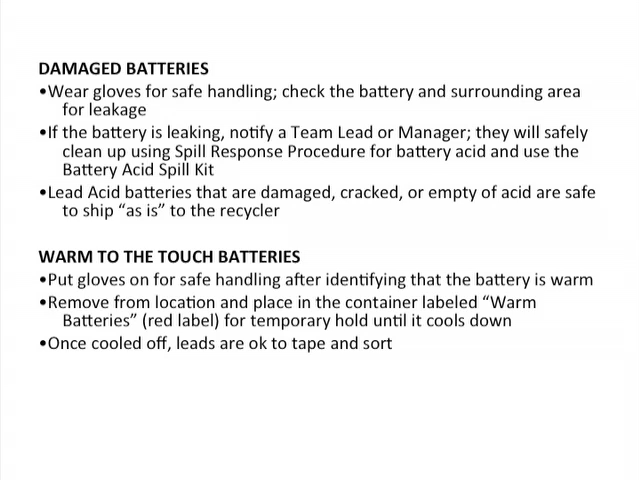 DAMAGED BATTERIES
•Wear gloves for safe handling; check the battery and surrounding area
for leakage
•If the battery is leaking, notify a Team Lead or Manager; they will safely
clean up using Spill Response Procedure for battery acid and use the
Battery Acid Spill Kit
•Lead Acid batteries that are damaged, cracked, or empty of acid are safe
to ship “as is” to the recycler
WARM TO THE TOUCH BATTERIES
•Put gloves on for safe handling after identifying that the battery is warm
•Remove from location and place in the container labeled “Warm
Batteries” (red label) for temporary hold until it cools down
•Once cooled off, leads are ok to tape and sort